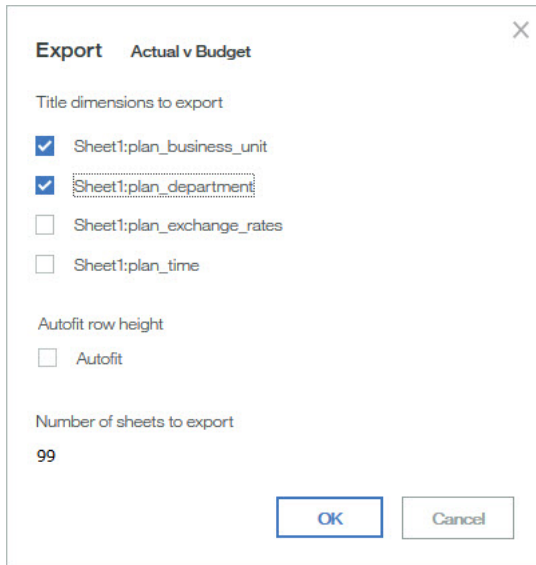 Export Actual v Budget
Title dimensions to export
Sheet1:plan_business_unit
Sheet1:plan_department
Sheet1:plan_exchange_rates
Sheet1:plan_time
Autofit row height
Autofit
Number of sheets to export
99
OK Cancel